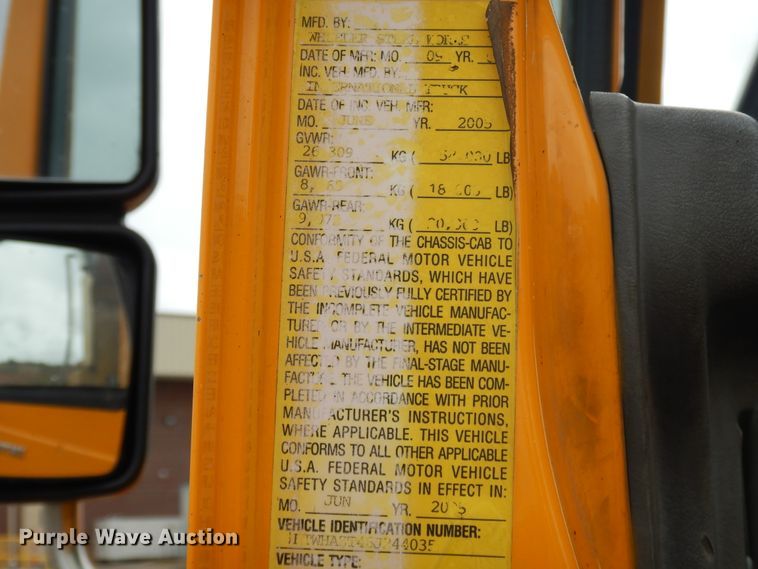 MFD. BY:
DATE OF MFR: MO. 09 YR.
INC. VEH. MFD. BY:
INTERNATIONAL TRUCK
DATE OF INC. VEH. MFR:
MO. JUNE YR. 2005
GVWR:
KG ( LB)
GAWR-FRONT:
KG ( LB)
GAWR-REAR:
KG ( LB)
CONFORMITY OF THE CHASSIS-CAB TO
U.S.A. FEDERAL MOTOR VEHICLE
SAFETY STANDARDS, WHICH HAVE
BEEN PREVIOUSLY FULLY CERTIFIED BY
THE INCOMPLETE VEHICLE MANUFAC-
TURER OR BY THE INTERMEDIATE VE-
HICLE MANUFACTURER, HAS NOT BEEN
AFFECTED BY THE FINAL-STAGE MANU-
FACTURE. THE VEHICLE HAS BEEN COM-
PLETED IN ACCORDANCE WITH PRIOR
MANUFACTURER'S INSTRUCTIONS,
WHERE APPLICABLE. THIS VEHICLE
CONFORMS TO ALL OTHER APPLICABLE
U.S.A. FEDERAL MOTOR VEHICLE
SAFETY STANDARDS IN EFFECT IN:
MO. JUN YR.
VEHICLE IDENTIFICATION NUMBER:
VEHICLE TYPE:
Purple Wave Auction